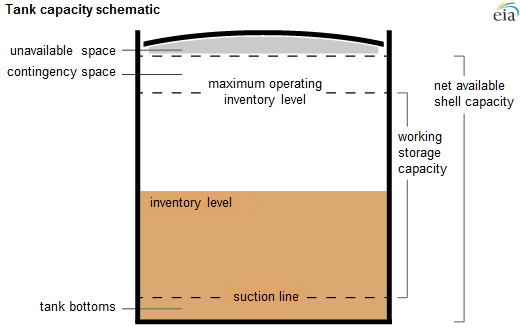 Tank capacity schematic
eia
unavailable space
contingency space
maximum operating
inventory level
net available
shell capacity
working
storage
capacity
inventory level
suction line
tank bottoms